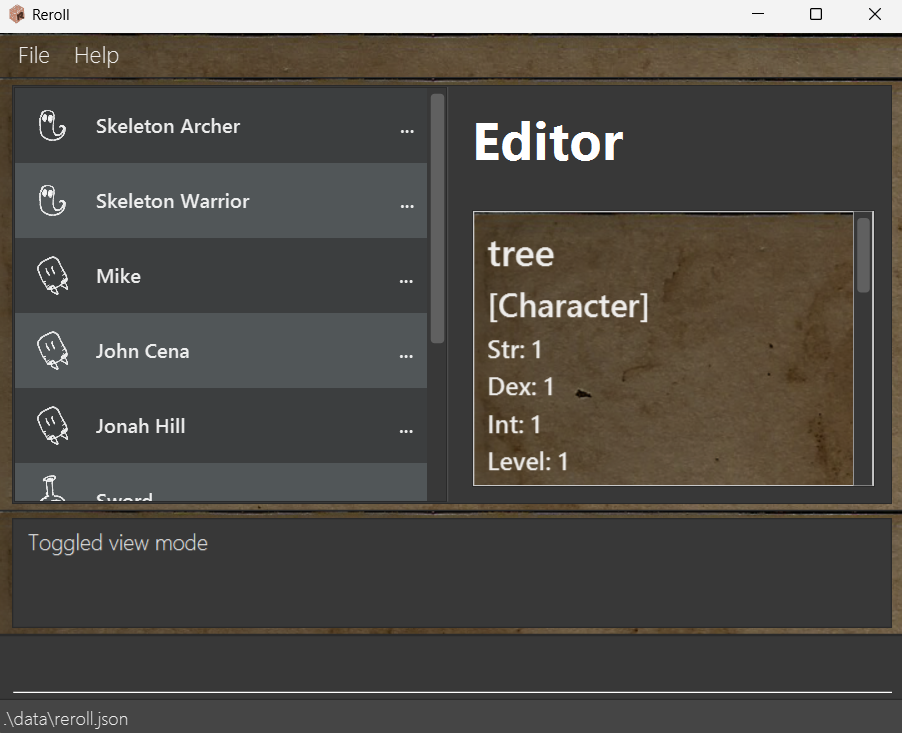 Reroll
File Help
Skeleton Archer ...
Skeleton Warrior ...
Mike ...
John Cena ...
Jonah Hill ...
Sword
Editor
tree
[Character]
Str: 1
Dex: 1
Int: 1
Level: 1
Toggled view mode
.\data\reroll.json